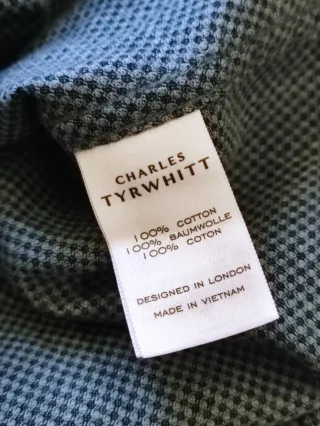 CHARLES
TYRWHITT
100% COTTON
100% BAUMWOLLE
100% COTON
DESIGNED IN LONDON
MADE IN VIETNAM